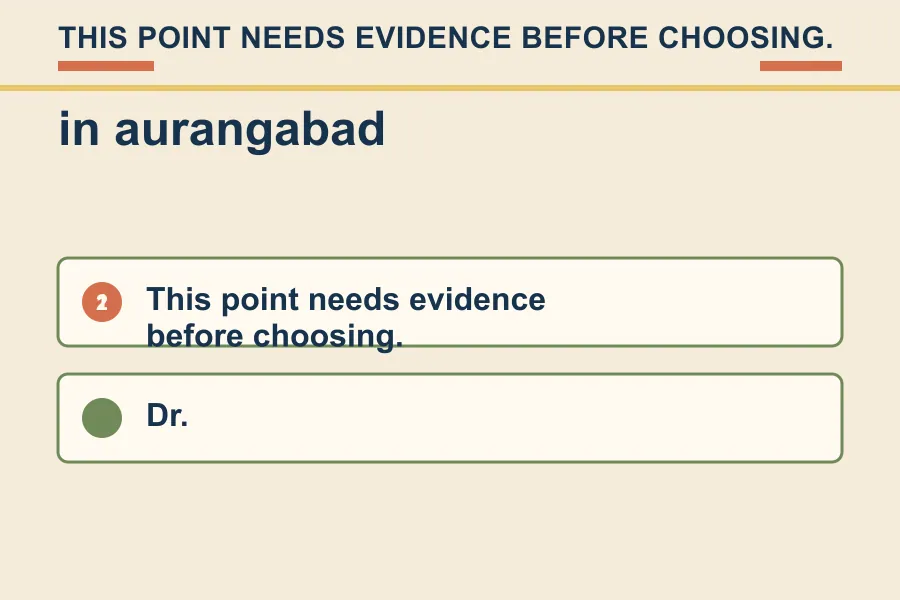 THIS POINT NEEDS EVIDENCE BEFORE CHOOSING.
in aurangabad
2
This point needs evidence
before choosing.
Dr.